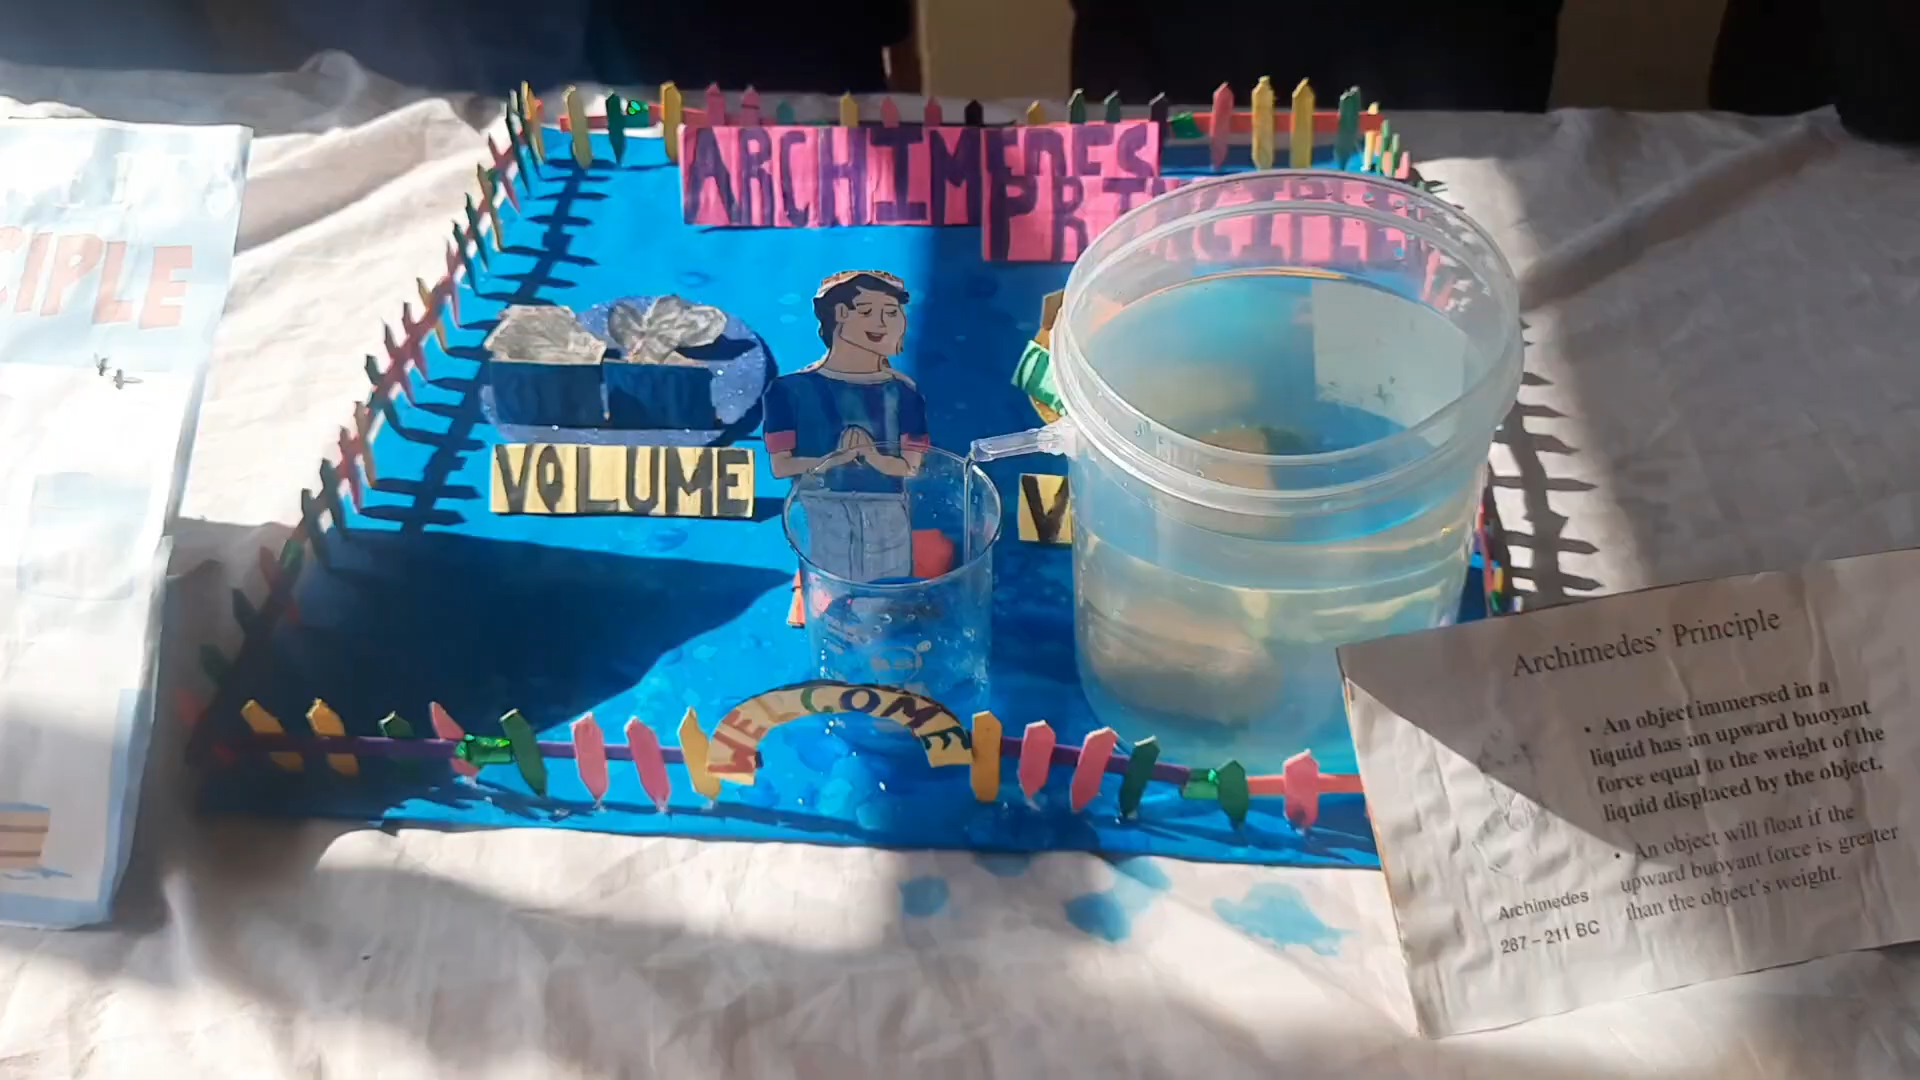 CIPLE
ARCHIMEDES
PRINCIPLE
VOLUME
V
WELCOME
Archimedes' Principle
• An object immersed in a
liquid has an upward buoyant
force equal to the weight of the
liquid displaced by the object.
• An object will float if the
upward buoyant force is greater
than the object's weight.
Archimedes
287 – 211 BC